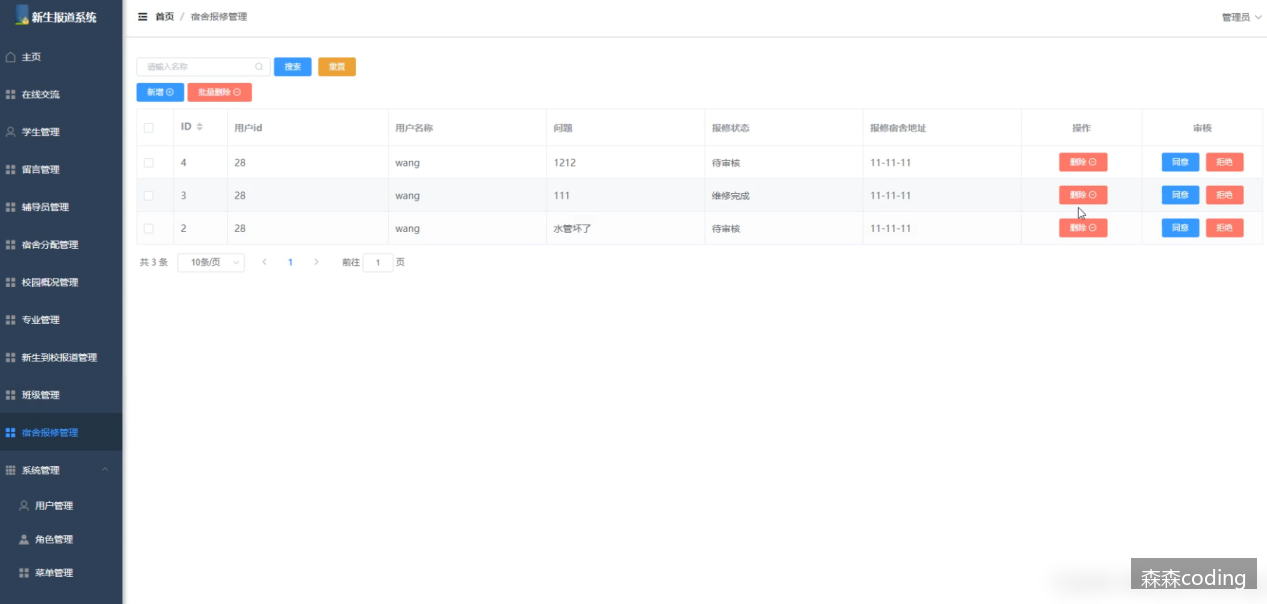 新生报道系统
首页 / 宿舍报修管理
管理员
主页
在线交流
学生管理
留言管理
辅导员管理
宿舍分配管理
校园概况管理
专业管理
新生到校报道管理
班级管理
宿舍报修管理
系统管理
用户管理
角色管理
菜单管理
请输入名称 搜索 重置
新增 批量删除
ID 用户id 用户名称 问题 报修状态 报修宿舍地址 操作 审核
4 28 wang 1212 待审核 11-11-11 删除 同意 拒绝
3 28 wang 111 维修完成 11-11-11 删除 同意 拒绝
2 28 wang 水管坏了 待审核 11-11-11 删除 同意 拒绝
共 3 条 10条/页 1 前往 1 页
森森coding